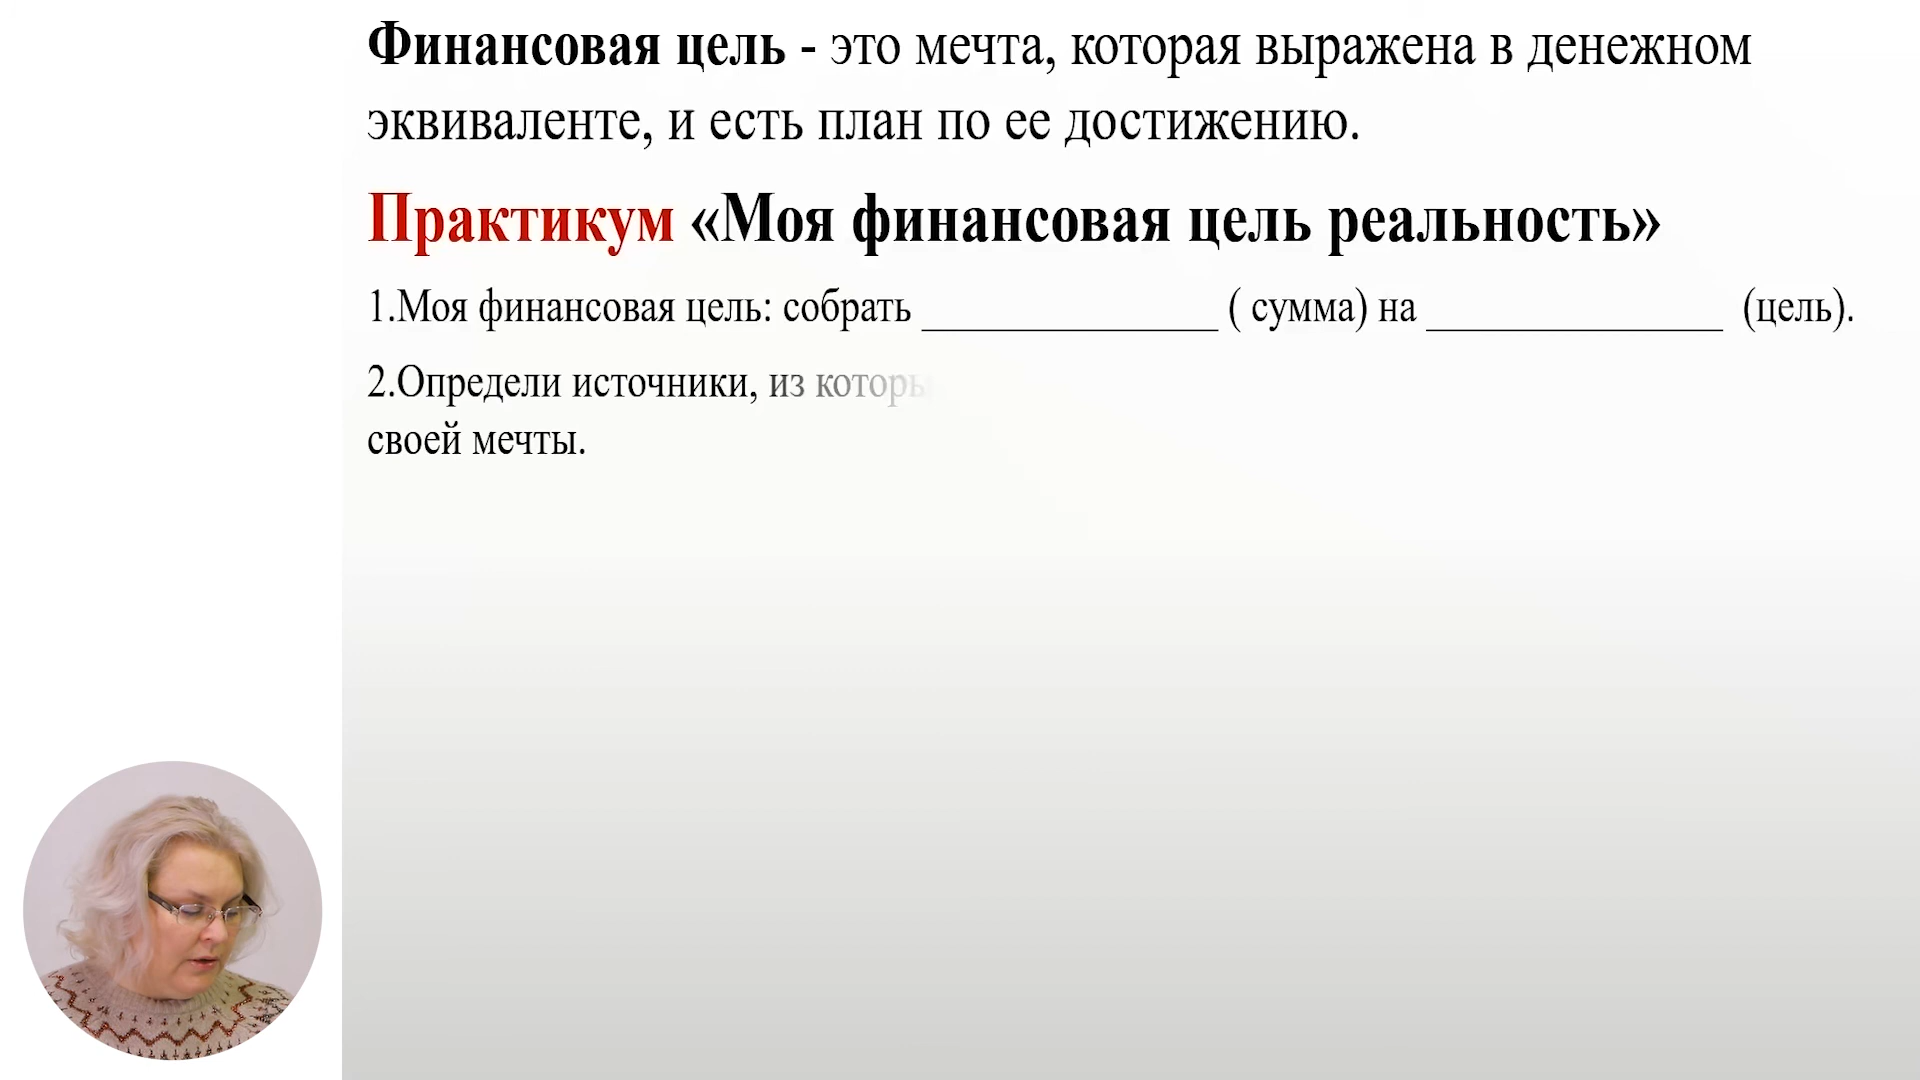 Финансовая цель - это мечта, которая выражена в денежном
эквиваленте, и есть план по ее достижению.
Практикум «Моя финансовая цель реальность»
1.Моя финансовая цель: собрать ______________ ( сумма) на ______________ (цель).
2.Определи источники, из
своей мечты.